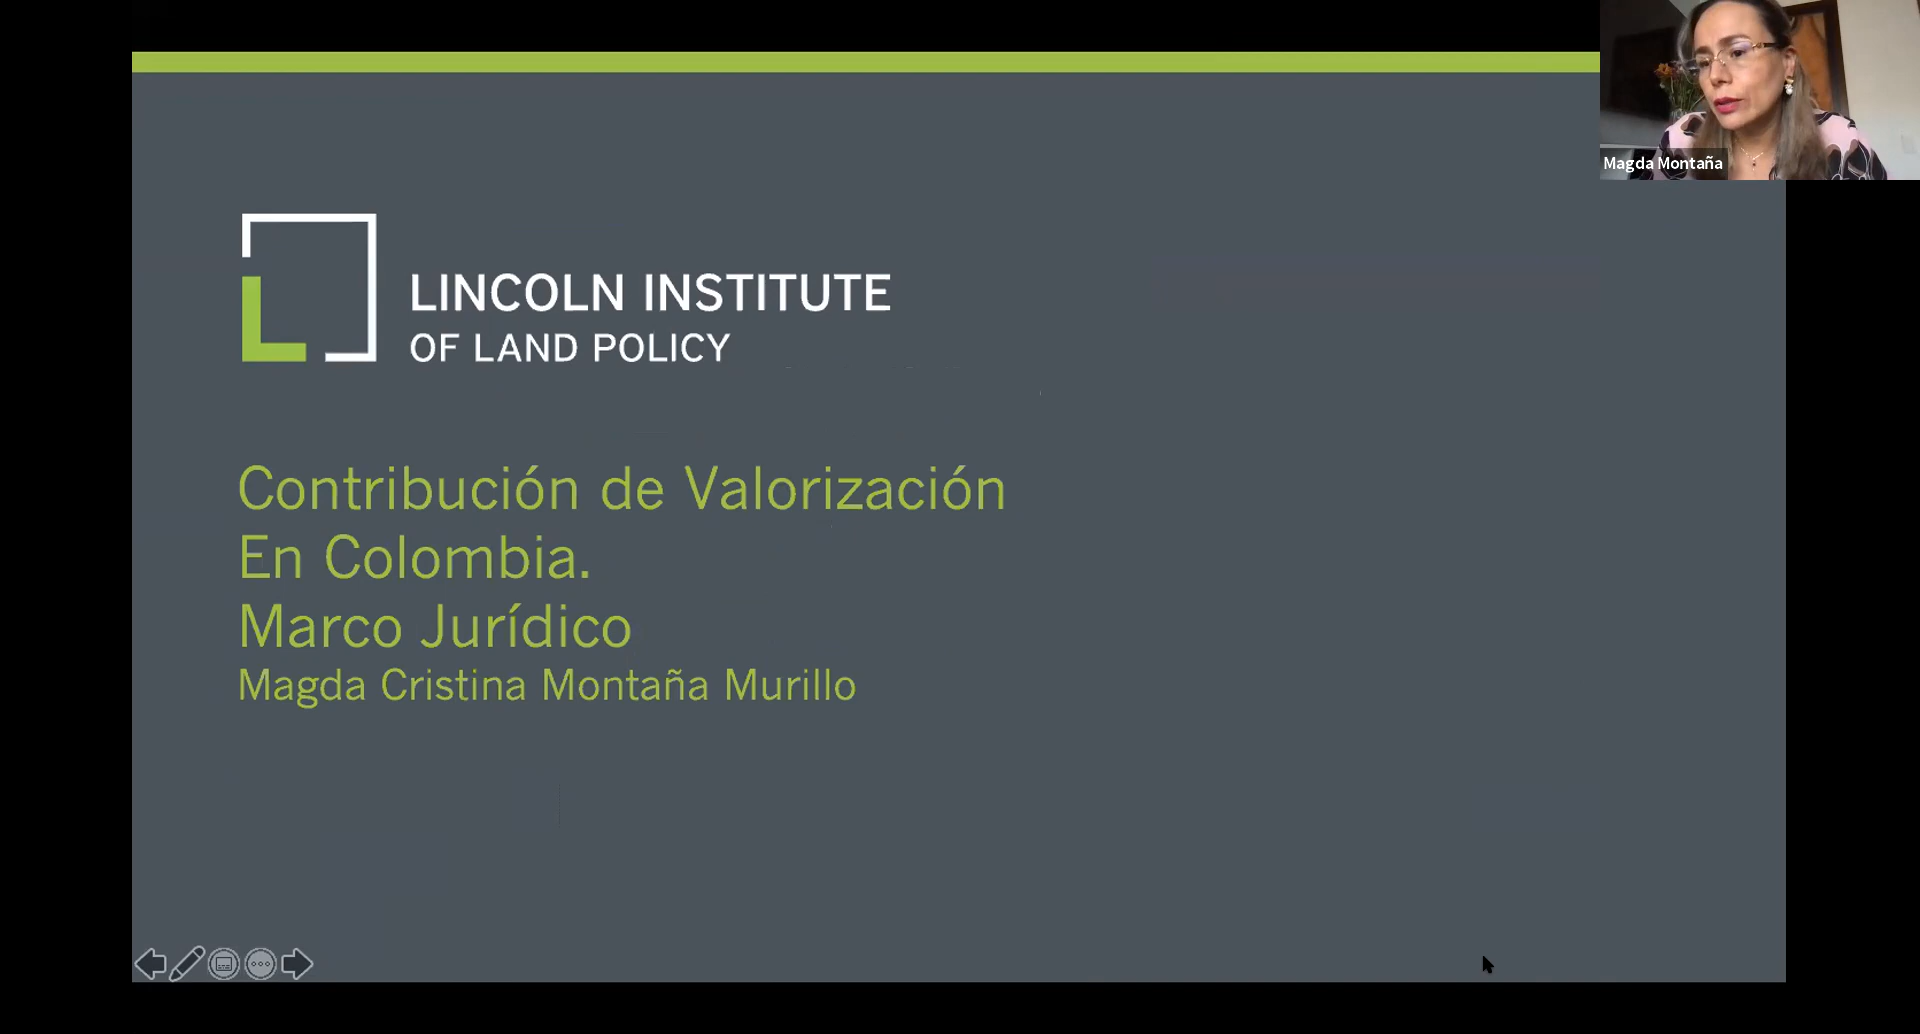 Magda Montaña
LINCOLN INSTITUTE
OF LAND POLICY
Contribución de Valorización
En Colombia.
Marco Jurídico
Magda Cristina Montaña Murillo